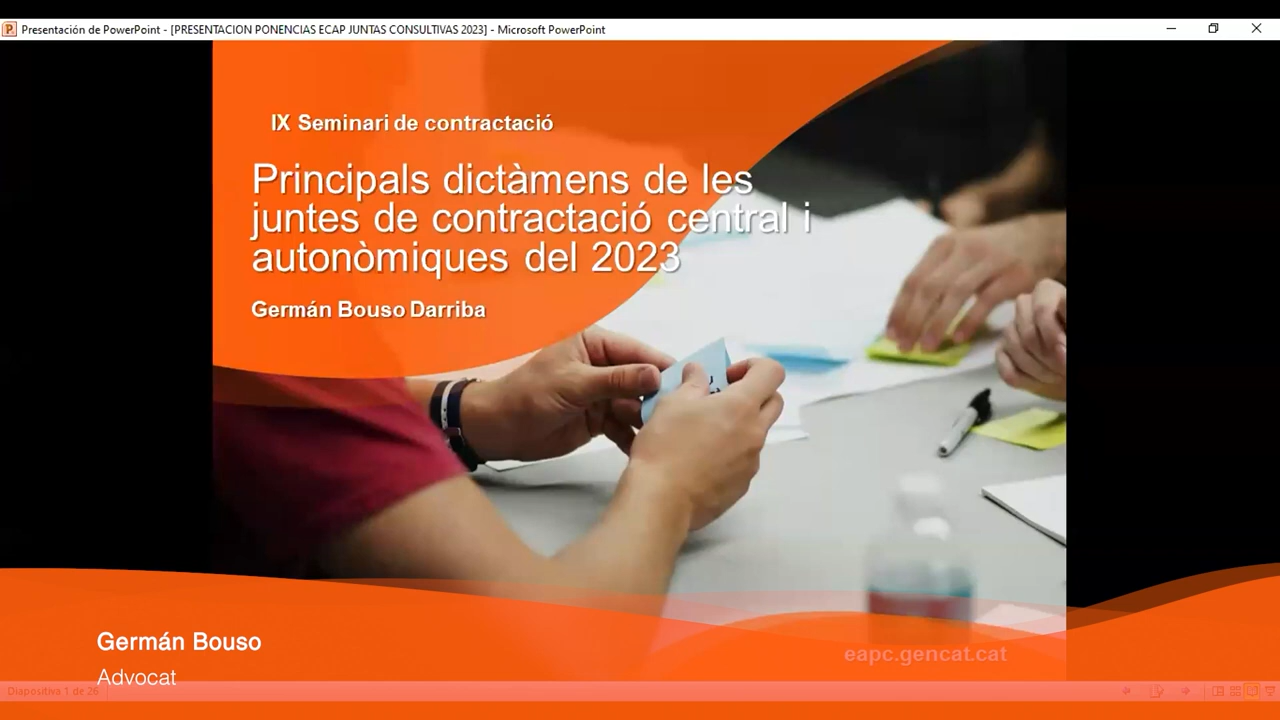 Presentación de PowerPoint - [PRESENTACION PONENCIAS ECAP JUNTAS CONSULTIVAS 2023] - Microsoft PowerPoint
IX Seminari de contractació
Principals dictàmens de les
juntes de contractació central i
autonòmiques del 2023
Germán Bouso Darriba
Germán Bouso
eapc.gencat.cat
Advocat
Diapositiva 1 de 26